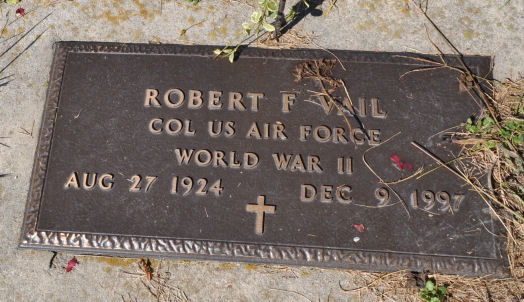 ROBERT F VAIL
COL US AIR FORCE
WORLD WAR II
AUG 27 1924 DEC 9 1997